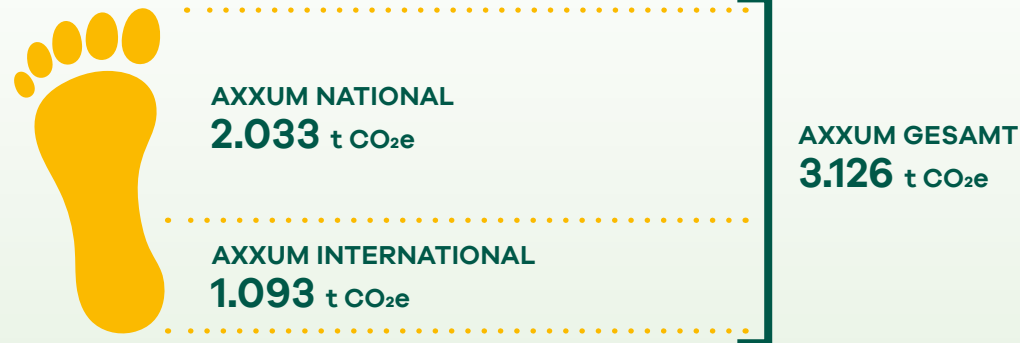 AXXUM NATIONAL
2.033 t CO₂e
AXXUM INTERNATIONAL
1.093 t CO₂e
AXXUM GESAMT
3.126 t CO₂e